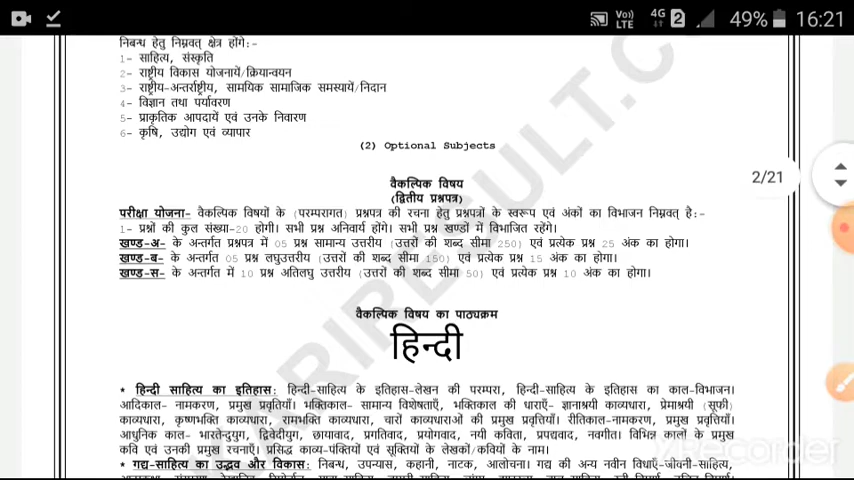 Vo)) LTE 4G 2 49% 16:21
निबन्ध हेतु निम्नवत् क्षेत्र होंगे:-
1- साहित्य, संस्कृति
2- राष्ट्रीय विकास योजनायें/क्रियान्वयन
3- राष्ट्रीय-अन्तर्राष्ट्रीय, सामयिक सामाजिक समस्यायें/निदान
4- विज्ञान तथा पर्यावरण
5- प्राकृतिक आपदायें एवं उनके निवारण
6- कृषि, उद्योग एवं व्यापार
(2) Optional Subjects
2/21
वैकल्पिक विषय
(द्वितीय प्रश्नपत्र)
परीक्षा योजना- वैकल्पिक विषयों के (परम्परागत) प्रश्नपत्र की रचना हेतु प्रश्नपत्रों के स्वरूप एवं अंकों का विभाजन निम्नवत् है:-
1- प्रश्नों की कुल संख्या-20 होगी। सभी प्रश्न अनिवार्य होंगे। सभी प्रश्न खण्डों में विभाजित रहेंगे।
खण्ड-अ- के अन्तर्गत प्रश्नपत्र में 05 प्रश्न सामान्य उत्तरीय (उत्तरों की शब्द सीमा 250) एवं प्रत्येक प्रश्न 25 अंक का होगा।
खण्ड-ब- के अन्तर्गत 05 प्रश्न लघुउत्तरीय (उत्तरों की शब्द सीमा 150) एवं प्रत्येक प्रश्न 15 अंक का होगा।
खण्ड-स- के अन्तर्गत में 10 प्रश्न अतिलघु उत्तरीय (उत्तरों की शब्द सीमा 50) एवं प्रत्येक प्रश्न 10 अंक का होगा।
वैकल्पिक विषय का पाठ्यक्रम
हिन्दी
* हिन्दी साहित्य का इतिहास: हिन्दी-साहित्य के इतिहास-लेखन की परम्परा, हिन्दी-साहित्य के इतिहास का काल-विभाजन।
आदिकाल- नामकरण, प्रमुख प्रवृत्तियाँ। भक्तिकाल- सामान्य विशेषताएँ, भक्तिकाल की धाराएँ- ज्ञानाश्रयी काव्यधारा, प्रेमाश्रयी (सूफी)
काव्यधारा, कृष्णभक्ति काव्यधारा, रामभक्ति काव्यधारा, चारों काव्यधाराओं की प्रमुख प्रवृत्तियाँ। रीतिकाल-नामकरण, प्रमुख प्रवृत्तियाँ।
आधुनिक काल- भारतेन्दुयुग, द्विवेदीयुग, छायावाद, प्रगतिवाद, प्रयोगवाद, नयी कविता, प्रपद्यवाद, नवगीत। विभिन्न कालों के प्रमुख
कवि एवं उनकी प्रमुख रचनाएँ। प्रसिद्ध काव्य-पंक्तियों एवं सूक्तियों के लेखकों/कवियों के नाम।
* गद्य-साहित्य का उद्भव और विकास: निबन्ध, उपन्यास, कहानी, नाटक, आलोचना। गद्य की अन्य नवीन विधाएँ-जीवनी-साहित्य,
ARIRESULT.C
VRecorder